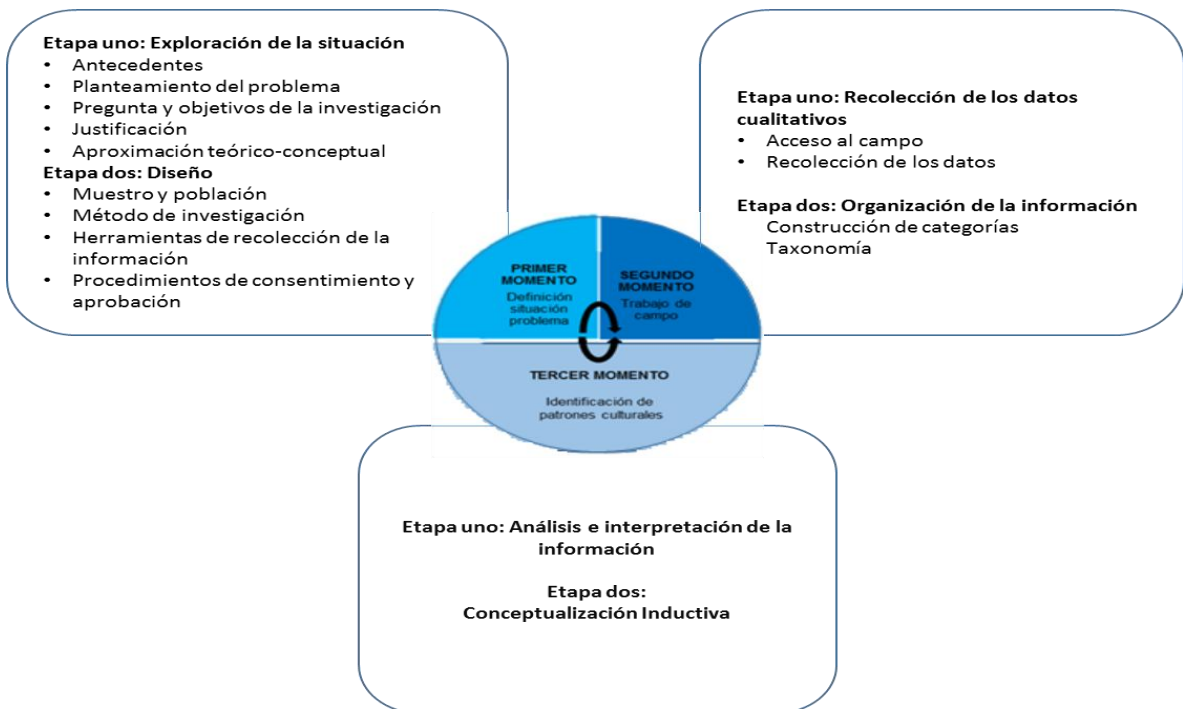 Etapa uno: Exploración de la situación
• Antecedentes
• Planteamiento del problema
• Pregunta y objetivos de la investigación
• Justificación
• Aproximación teórico-conceptual
Etapa dos: Diseño
• Muestro y población
• Método de investigación
• Herramientas de recolección de la
información
• Procedimientos de consentimiento y
aprobación
Etapa uno: Recolección de los datos
cualitativos
• Acceso al campo
• Recolección de los datos
Etapa dos: Organización de la información
Construcción de categorías
Taxonomía
PRIMER
MOMENTO
Definición
situación
problema
SEGUNDO
MOMENTO
Trabajo de
campo
TERCER MOMENTO
Identificación de
patrones culturales
Etapa uno: Análisis e interpretación de la
información
Etapa dos:
Conceptualización Inductiva